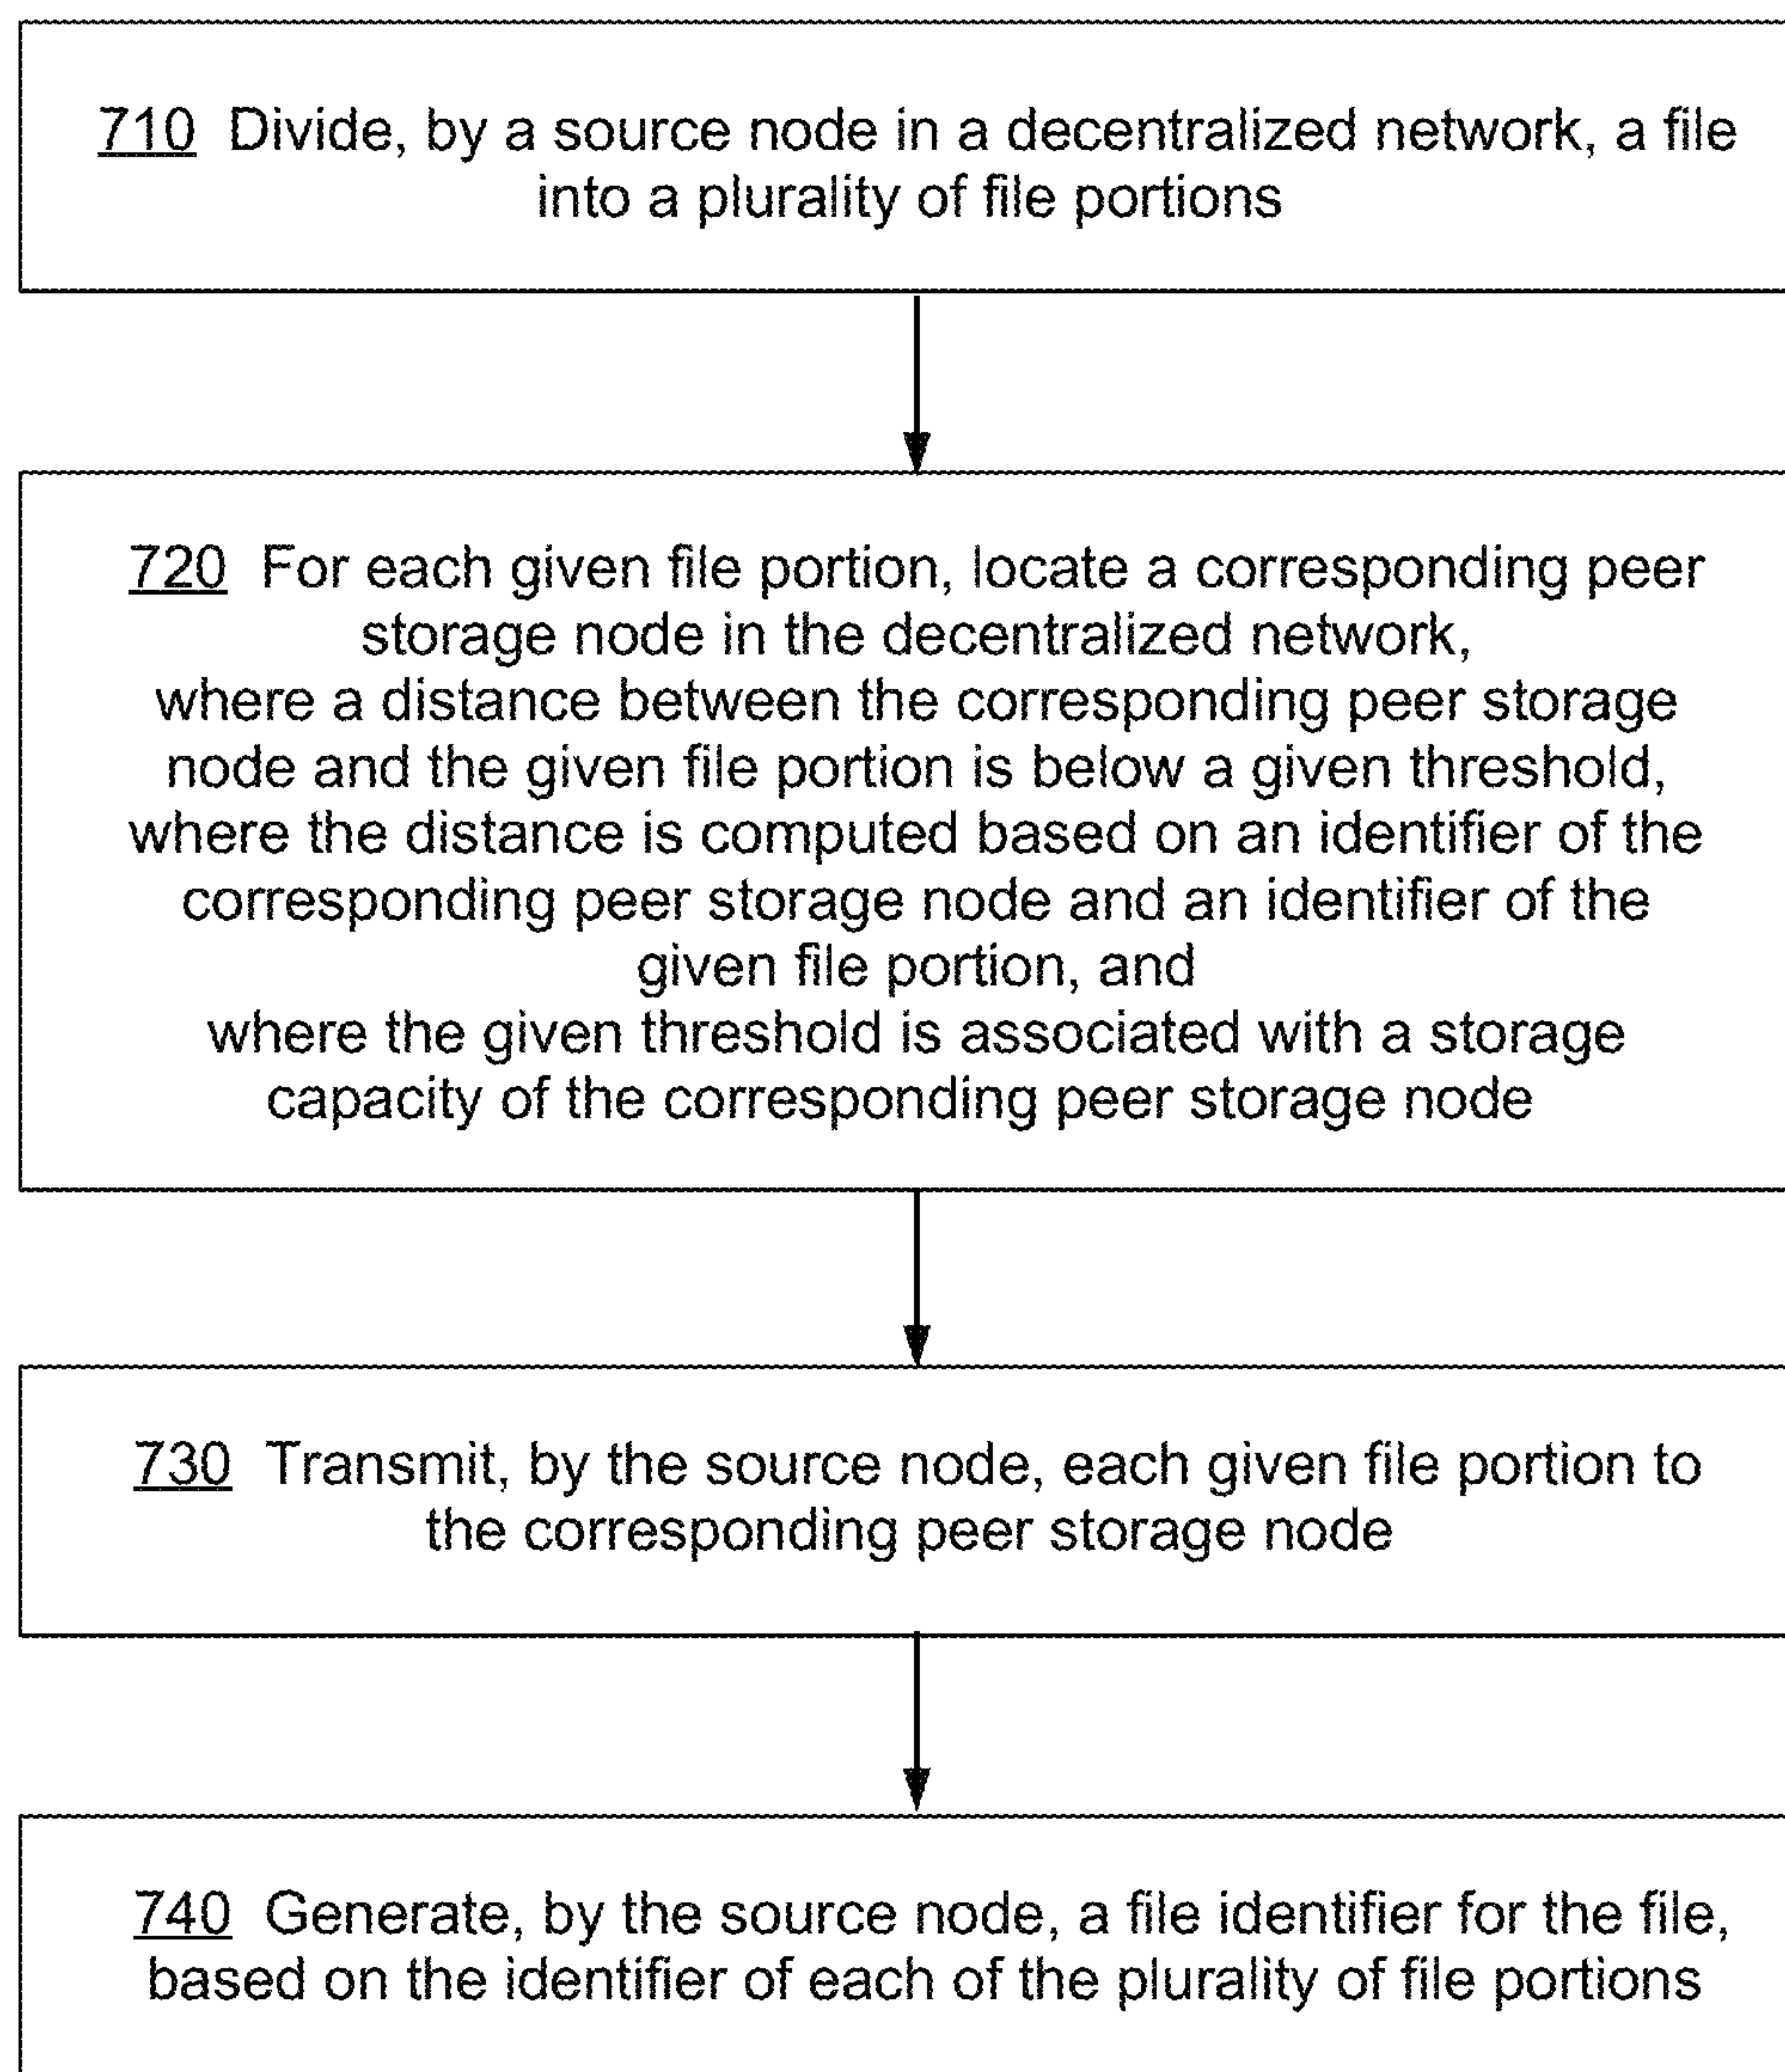 710 Divide, by a source node in a decentralized network, a file
into a plurality of file portions
720 For each given file portion, locate a corresponding peer
storage node in the decentralized network,
where a distance between the corresponding peer storage
node and the given file portion is below a given threshold,
where the distance is computed based on an identifier of the
corresponding peer storage node and an identifier of the
given file portion, and
where the given threshold is associated with a storage
capacity of the corresponding peer storage node
730 Transmit, by the source node, each given file portion to
the corresponding peer storage node
740 Generate, by the source node, a file identifier for the file,
based on the identifier of each of the plurality of file portions